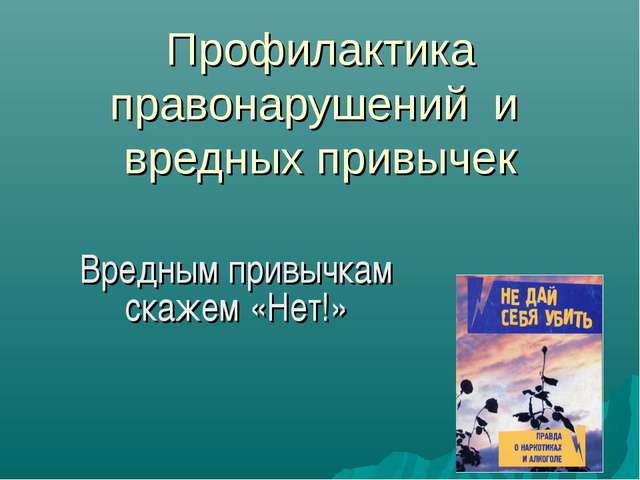 Профилактика
правонарушений и
вредных привычек
Вредным привычкам
скажем «Нет!»
НЕ ДАЙ
СЕБЯ УБИТЬ
ПРАВДА
О НАРКОТИКАХ
И АЛКОГОЛЕ